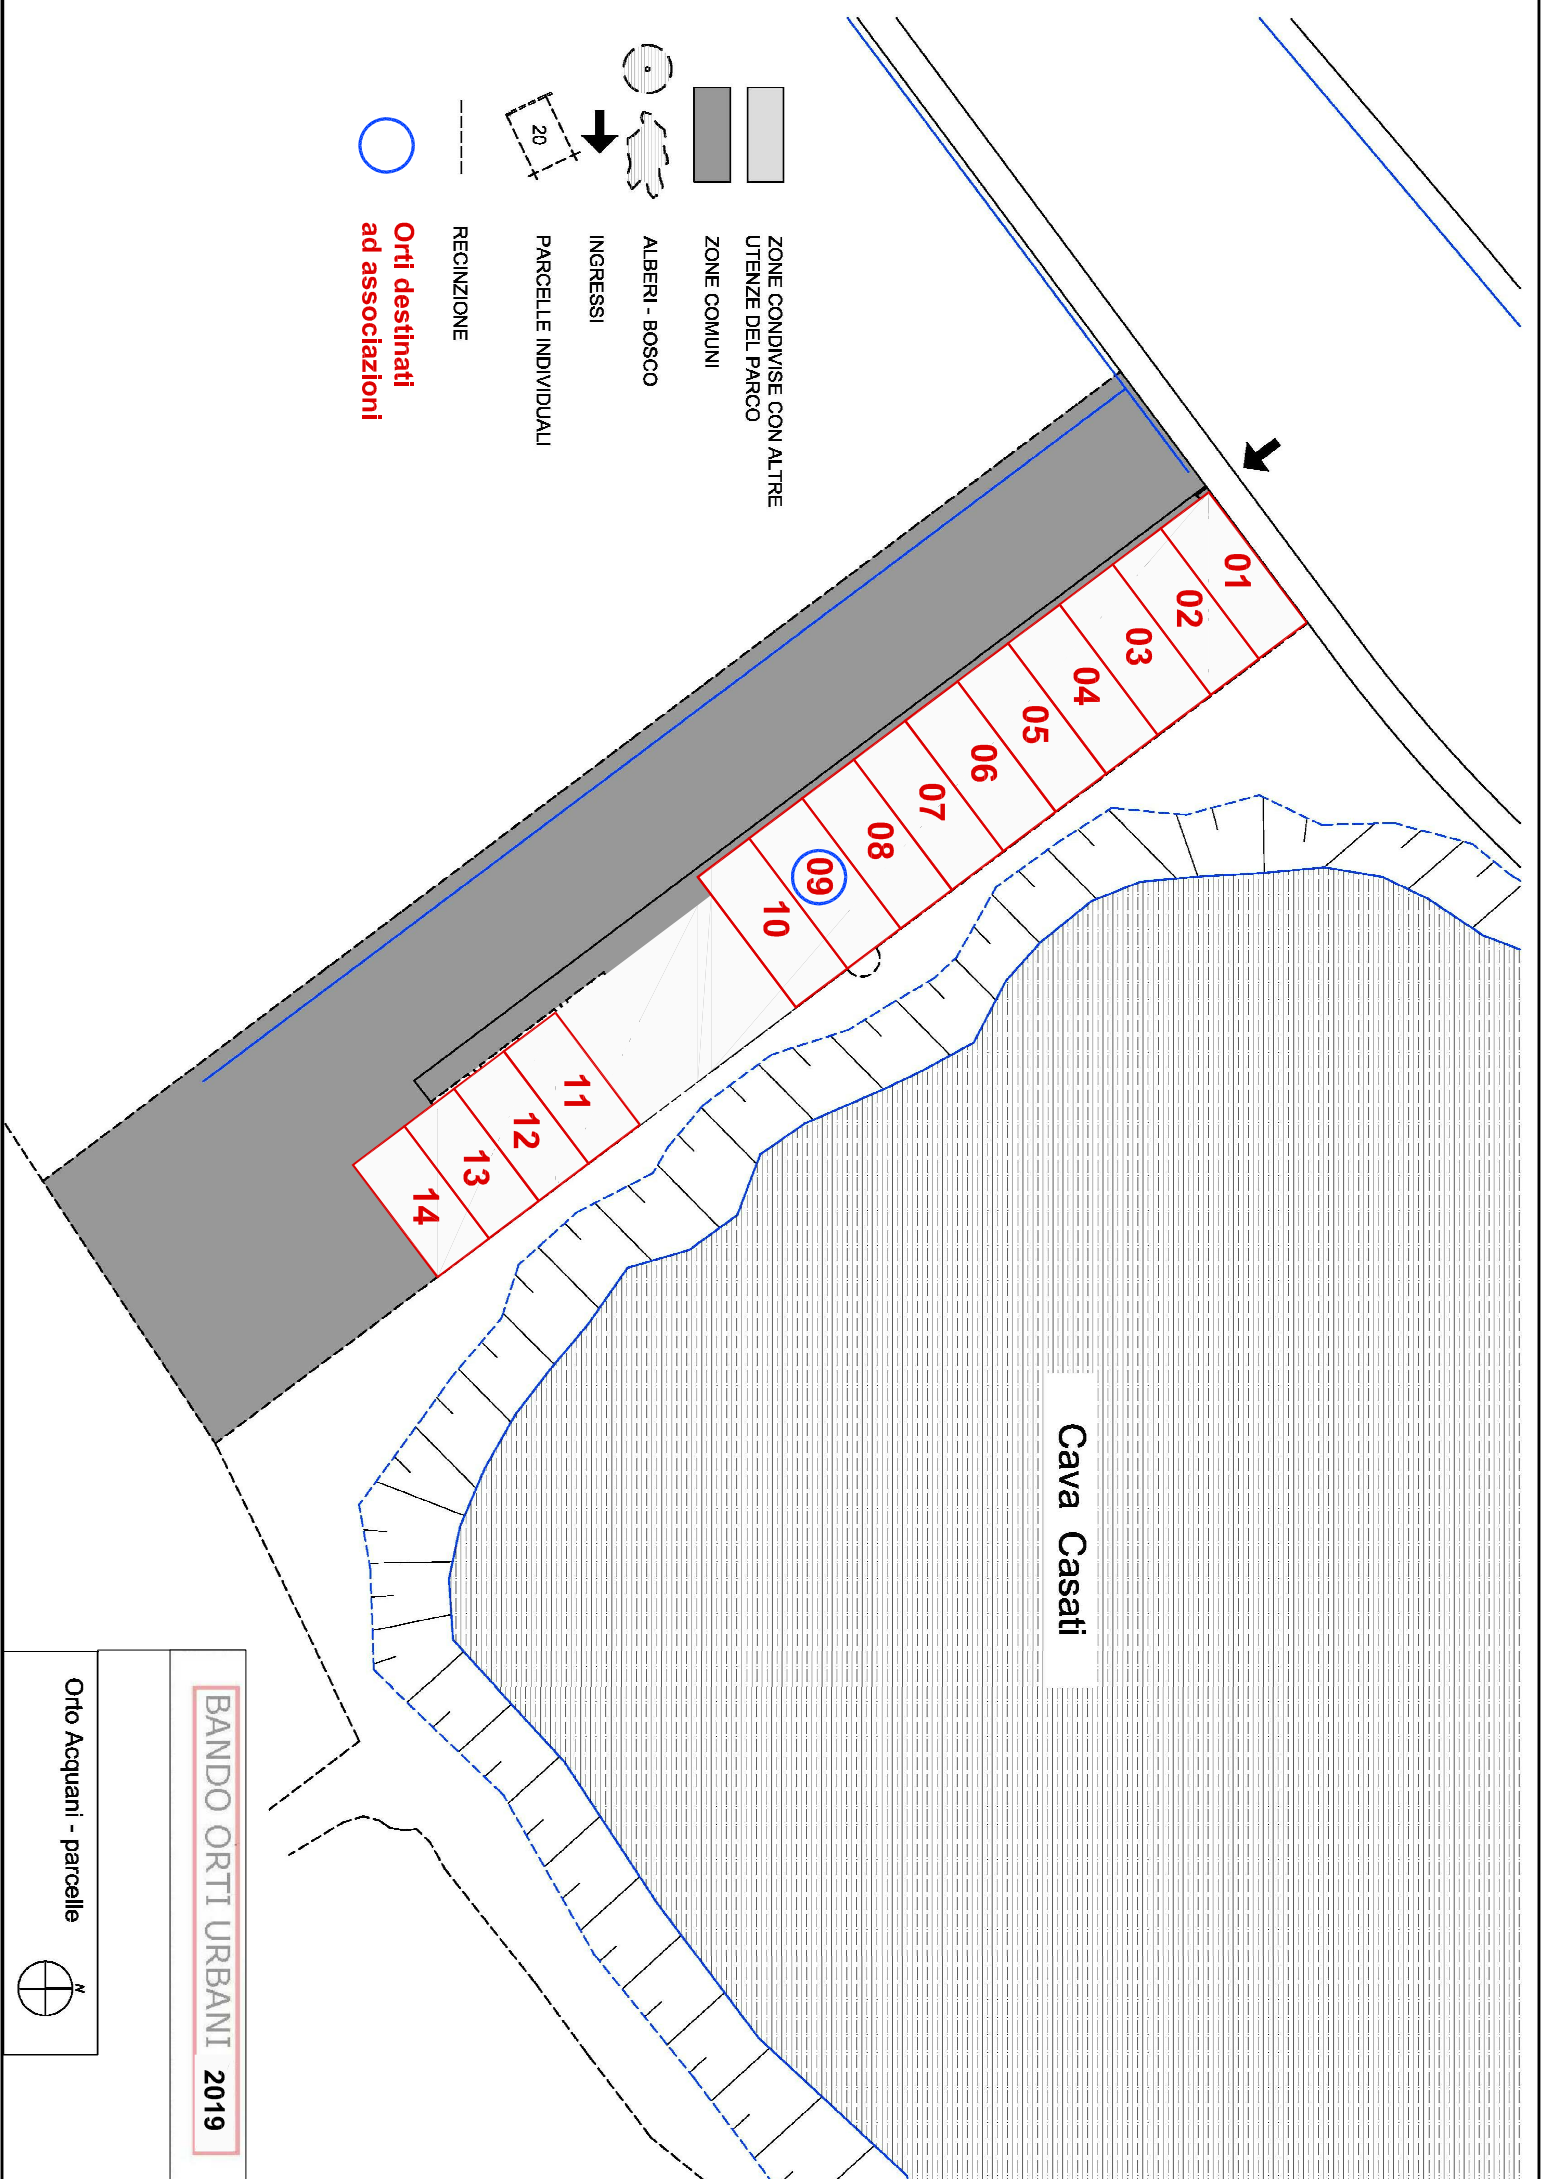 ZONE CONDIVISE CON ALTRE
UTENZE DEL PARCO
ZONE COMUNI
ALBERI - BOSCO
INGRESSI
20
PARCELLE INDIVIDUALI
RECINZIONE
Orti destinati
ad associazioni
01
02
03
04
05
06
07
08
09
10
11
12
13
14
Cava Casati
BANDO ORTI URBANI 2019
Orto Acquani - parcelle
N